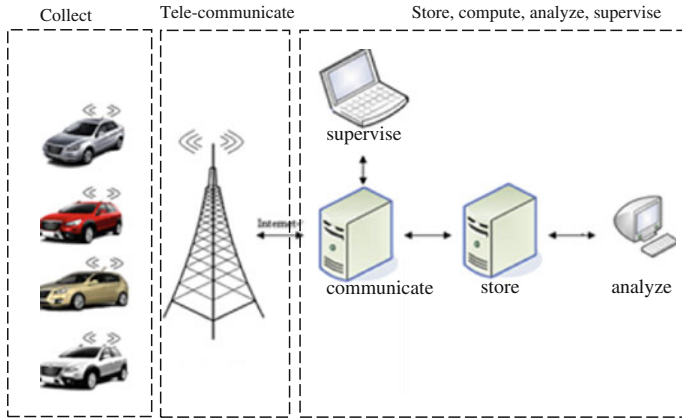 Collect
Tele-communicate
Store, compute, analyze, supervise
supervise
Internet
communicate
store
analyze